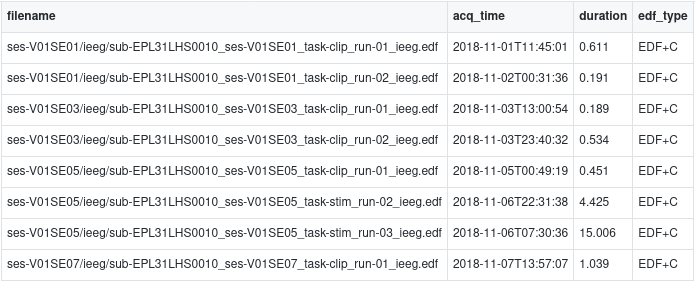 filename acq_time duration edf_type
ses-V01SE01/ieeg/sub-EPL31LHS0010_ses-V01SE01_task-clip_run-01_ieeg.edf 2018-11-01T11:45:01 0.611 EDF+C
ses-V01SE01/ieeg/sub-EPL31LHS0010_ses-V01SE01_task-clip_run-02_ieeg.edf 2018-11-02T00:31:36 0.191 EDF+C
ses-V01SE03/ieeg/sub-EPL31LHS0010_ses-V01SE03_task-clip_run-01_ieeg.edf 2018-11-03T13:00:54 0.189 EDF+C
ses-V01SE03/ieeg/sub-EPL31LHS0010_ses-V01SE03_task-clip_run-02_ieeg.edf 2018-11-03T23:40:32 0.534 EDF+C
ses-V01SE05/ieeg/sub-EPL31LHS0010_ses-V01SE05_task-clip_run-01_ieeg.edf 2018-11-05T00:49:19 0.451 EDF+C
ses-V01SE05/ieeg/sub-EPL31LHS0010_ses-V01SE05_task-stim_run-02_ieeg.edf 2018-11-06T22:31:38 4.425 EDF+C
ses-V01SE05/ieeg/sub-EPL31LHS0010_ses-V01SE05_task-stim_run-03_ieeg.edf 2018-11-06T07:30:36 15.006 EDF+C
ses-V01SE07/ieeg/sub-EPL31LHS0010_ses-V01SE07_task-clip_run-01_ieeg.edf 2018-11-07T13:57:07 1.039 EDF+C